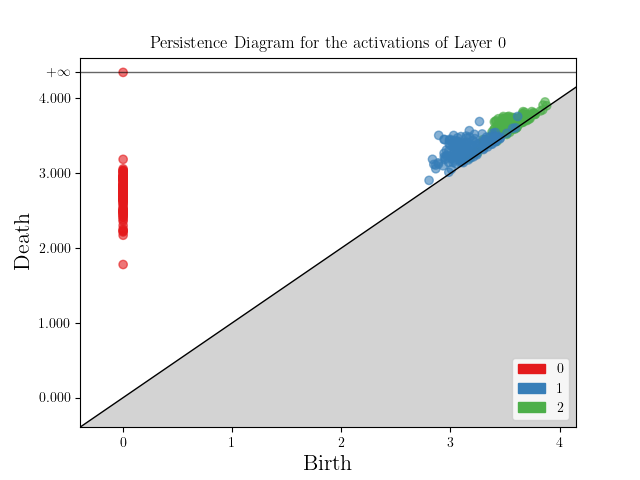 Persistence Diagram for the activations of Layer 0
+∞
4.000
3.000
2.000
1.000
0.000
Death
0 1 2 3 4
Birth
0
1
2